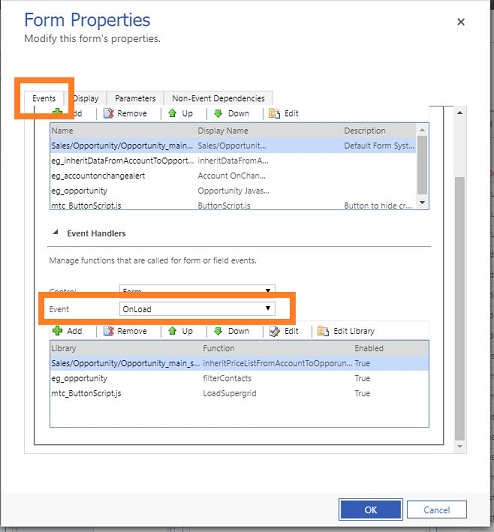 Form Properties
Modify this form's properties.
Events Display Parameters Non-Event Dependencies
Add Remove Up Down Edit
Name Display Name Description
Sales/Opportunity/Opportunity_main_... Sales/Opportunit... Default Form Syst...
eg_inheritDataFromAccountToOpport... inheritDataFromA...
eg_accountonchangealert Account OnChan...
eg_opportunity Opportunity Javas...
mtc_ButtonScript.js ButtonScript.js Button to hide cr...
Event Handlers
Manage functions that are called for form or field events.
Control Form
Event OnLoad
Add Remove Up Down Edit Edit Library
Library Function Enabled
Sales/Opportunity/Opportunity_main_s... inheritPriceListFromAccountToOpporun... True
eg_opportunity filterContacts True
mtc_ButtonScript.js LoadSupergrid True
OK Cancel